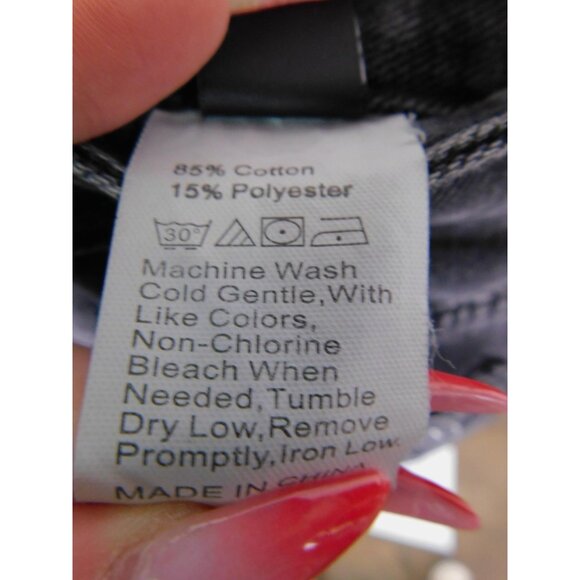 85% Cotton
15% Polyester
30°
Machine Wash
Cold Gentle,With
Like Colors,
Non-Chlorine
Bleach When
Needed,Tumble
Dry Low,Remove
Promptly,Iron Low.
MADE IN CHINA